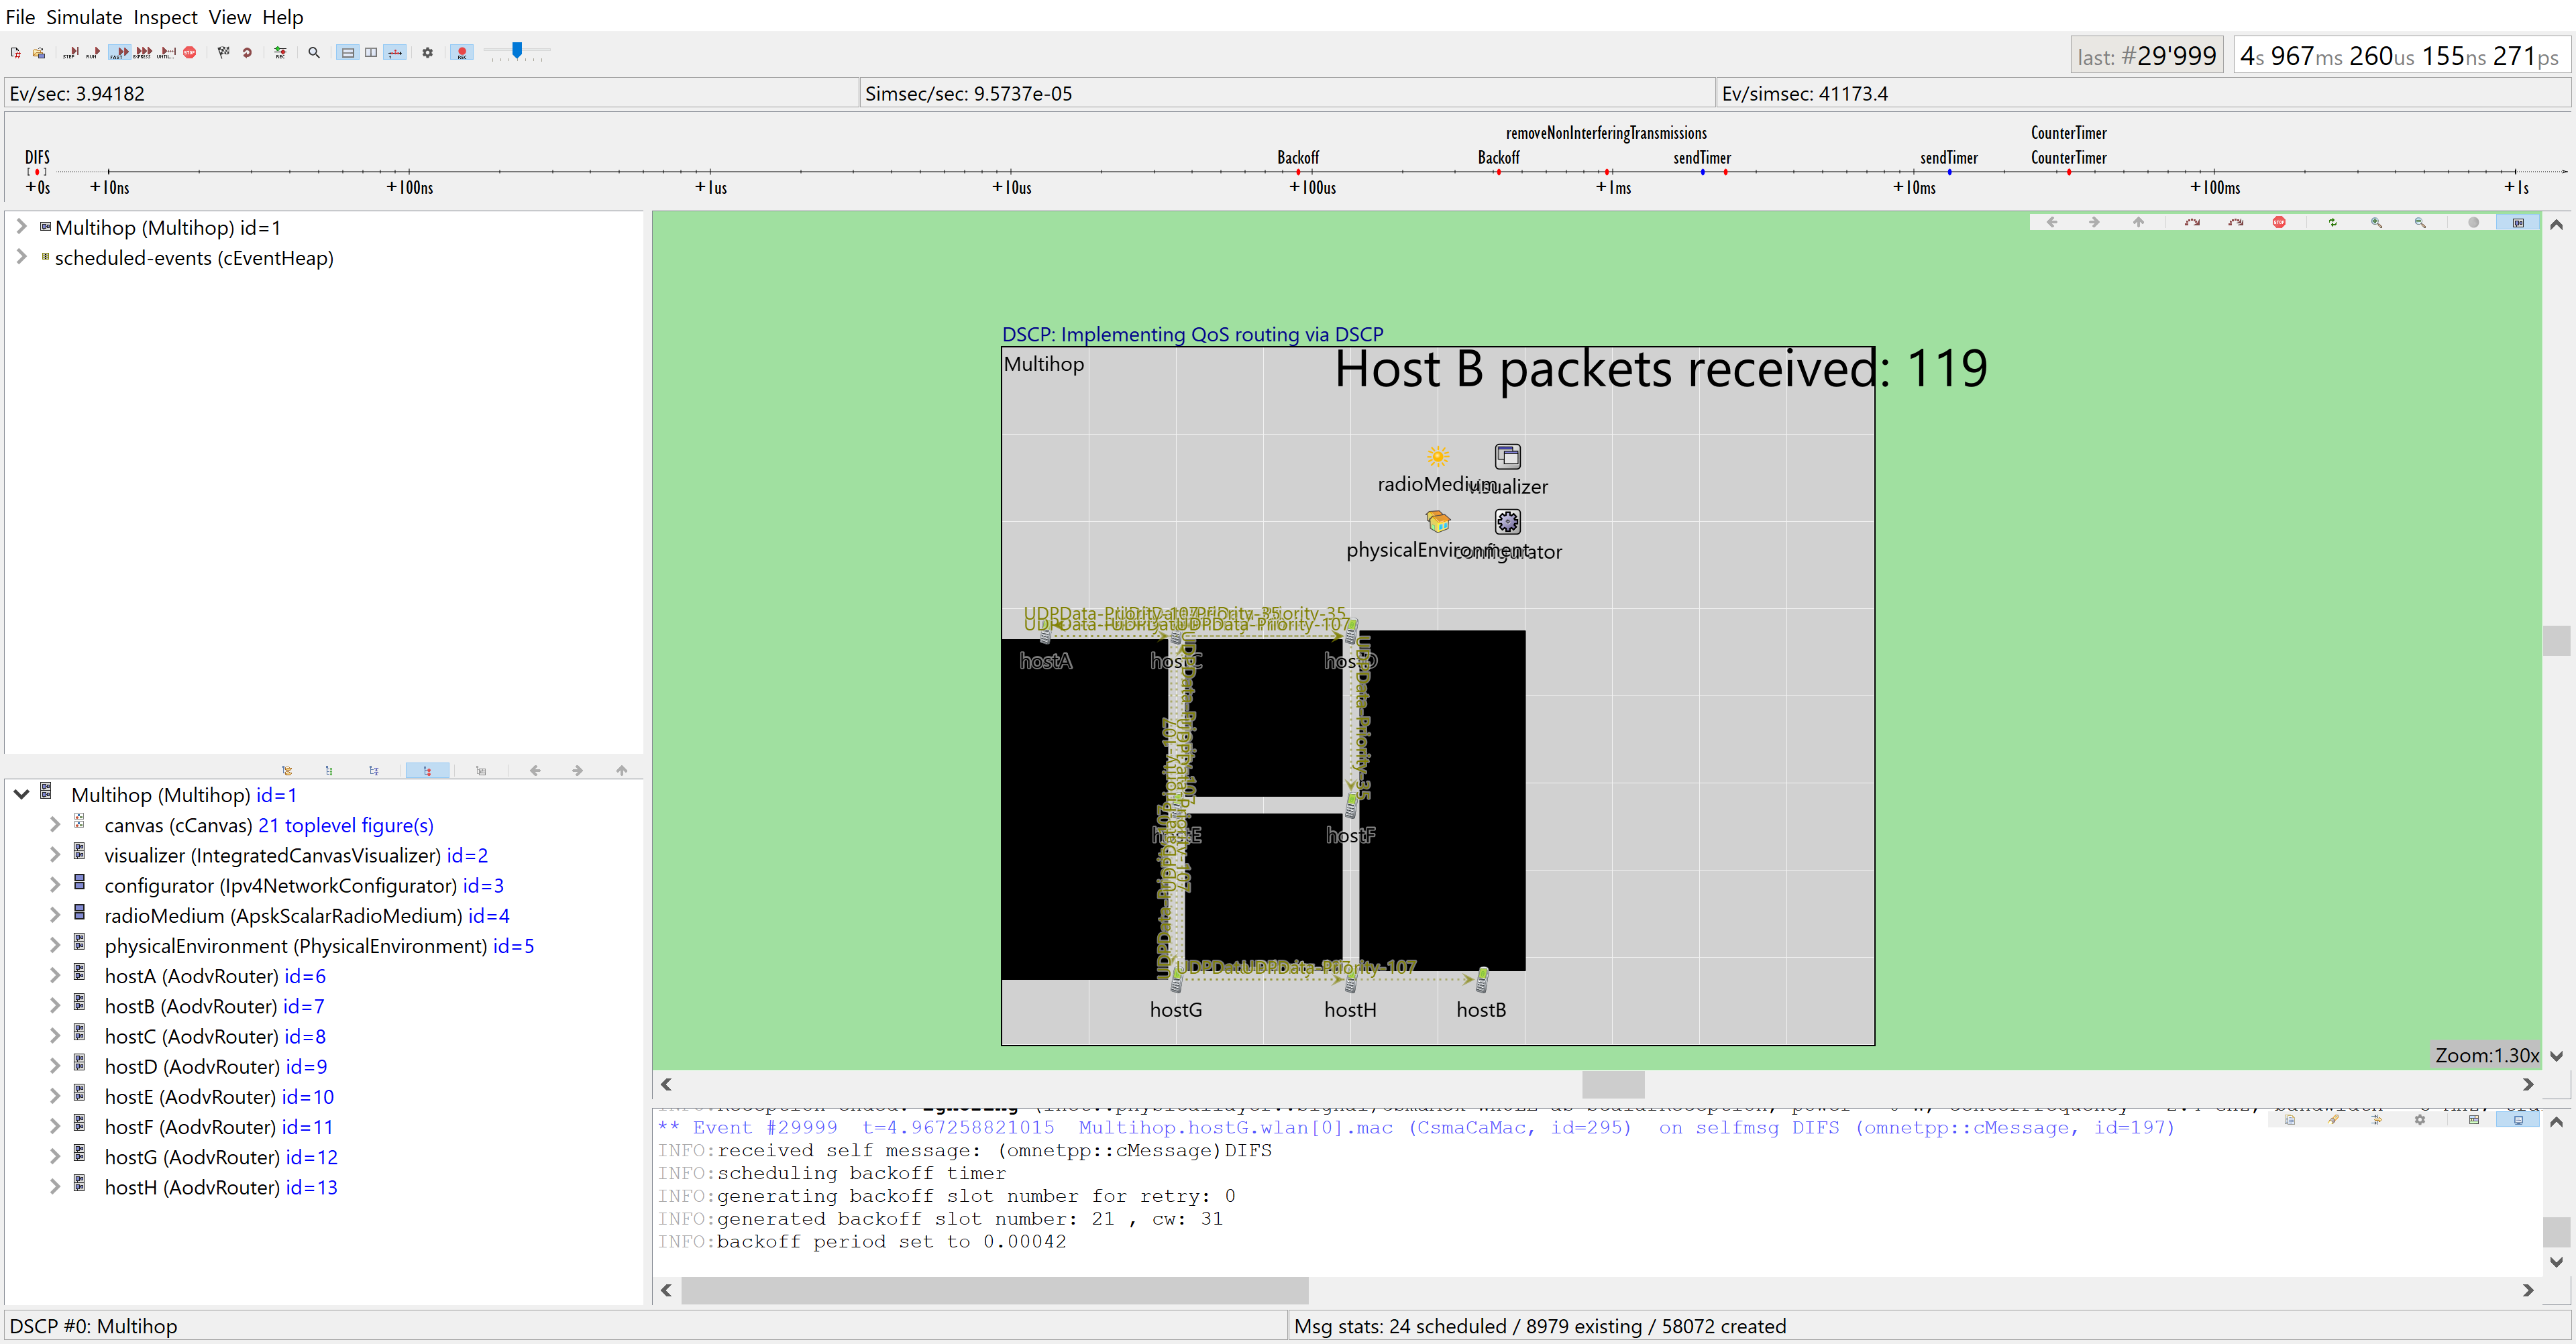 File Simulate Inspect View Help
last: #29'999
4s 967ms 260us 155ns 271ps
Ev/sec: 3.94182
Simsec/sec: 9.5737e-05
Ev/simsec: 41173.4
removeNonInterferingTransmissions CounterTimer
DIFS Backoff Backoff sendTimer sendTimer CounterTimer
+0s +10ns +100ns +1us +10us +100us +1ms +10ms +100ms +1s
Multihop (Multihop) id=1
scheduled-events (cEventHeap)
DSCP: Implementing QoS routing via DSCP
Multihop
Host B packets received: 119
radioMedium visualizer
physicalEnvironment configurator
hostA hostC hostD
hostE hostF
UDPData-Priority-107
hostG hostH hostB
Zoom:1.30x
Multihop (Multihop) id=1
canvas (cCanvas) 21 toplevel figure(s)
visualizer (IntegratedCanvasVisualizer) id=2
configurator (Ipv4NetworkConfigurator) id=3
radioMedium (ApskScalarRadioMedium) id=4
physicalEnvironment (PhysicalEnvironment) id=5
hostA (AodvRouter) id=6
hostB (AodvRouter) id=7
hostC (AodvRouter) id=8
hostD (AodvRouter) id=9
hostE (AodvRouter) id=10
hostF (AodvRouter) id=11
hostG (AodvRouter) id=12
hostH (AodvRouter) id=13
** Event #29999 t=4.967258821015 Multihop.hostG.wlan[0].mac (CsmaCaMac, id=295) on selfmsg DIFS (omnetpp::cMessage, id=197)
INFO:received self message: (omnetpp::cMessage)DIFS
INFO:scheduling backoff timer
INFO:generating backoff slot number for retry: 0
INFO:generated backoff slot number: 21 , cw: 31
INFO:backoff period set to 0.00042
DSCP #0: Multihop
Msg stats: 24 scheduled / 8979 existing / 58072 created